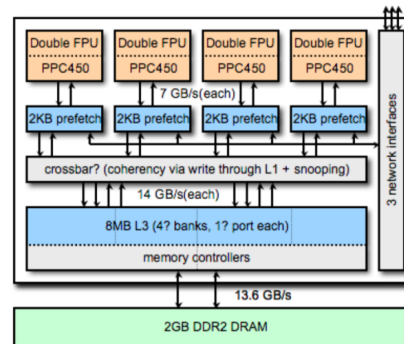 Double FPU Double FPU Double FPU Double FPU
PPC450 PPC450 PPC450 PPC450
7 GB/s(each)
2KB prefetch 2KB prefetch 2KB prefetch 2KB prefetch
crossbar? (coherency via write through L1 + snooping)
14 GB/s(each)
8MB L3 (4? banks, 1? port each)
memory controllers
3 network interfaces
13.6 GB/s
2GB DDR2 DRAM